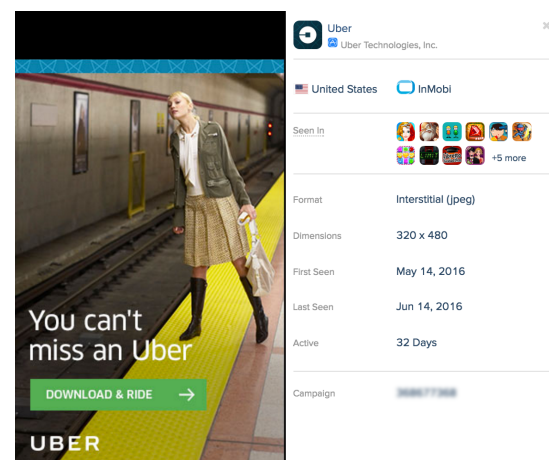 You can't
miss an Uber
DOWNLOAD & RIDE
UBER
Uber
Uber Technologies, Inc.
United States
InMobi
Seen In
+5 more
Format
Interstitial (jpeg)
Dimensions
320 x 480
First Seen
May 14, 2016
Last Seen
Jun 14, 2016
Active
32 Days
Campaign